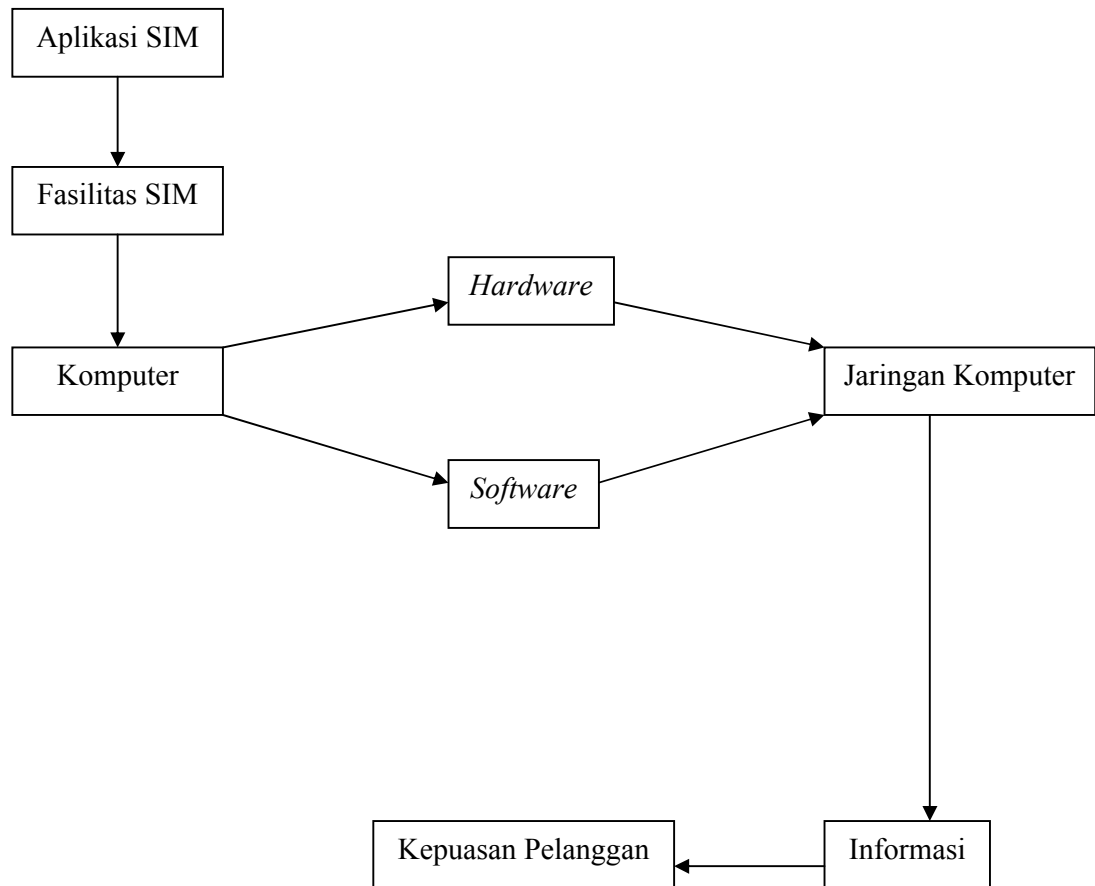 Aplikasi SIM
Fasilitas SIM
Hardware
Komputer
Jaringan Komputer
Software
Kepuasan Pelanggan
Informasi